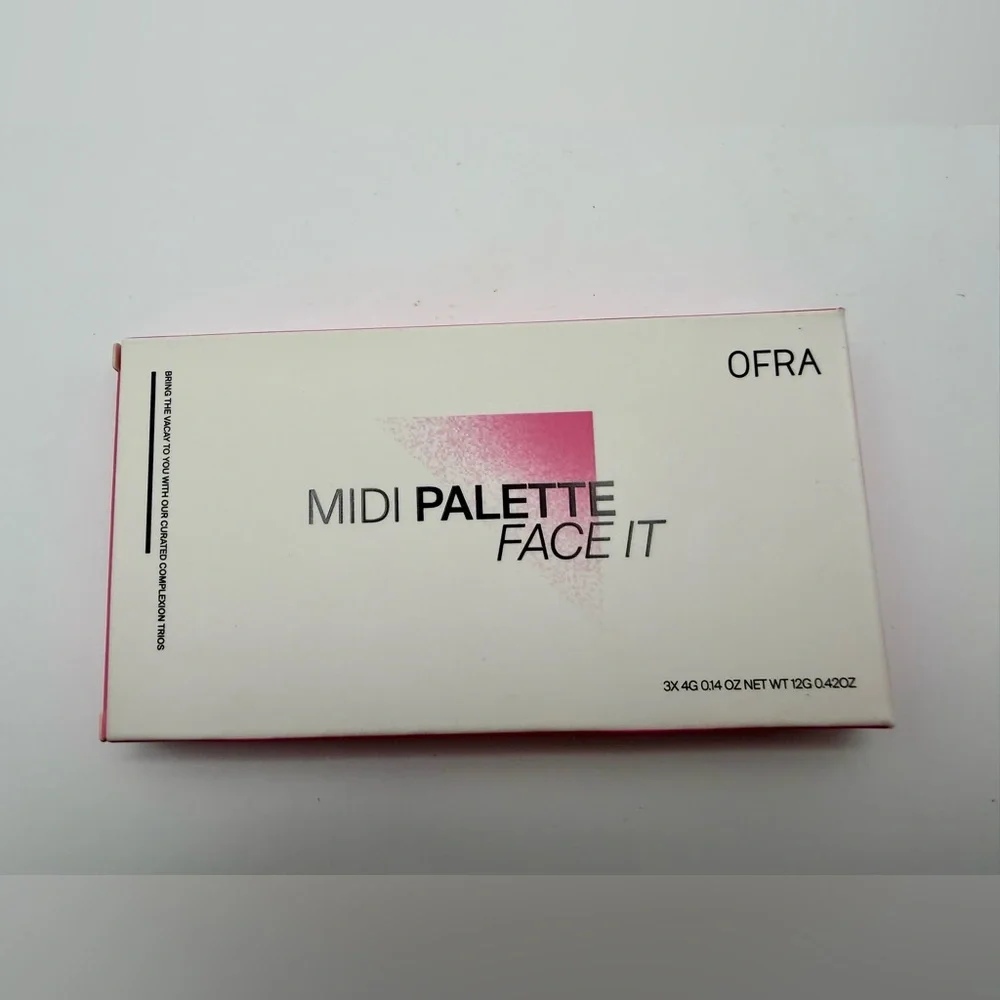 OFRA
BRING THE VACAY TO YOU WITH OUR CURATED COMPLEXION TRIOS
MIDI PALETTE
FACE IT
3X 4G 0.14 OZ NET WT 12G 0.42OZ